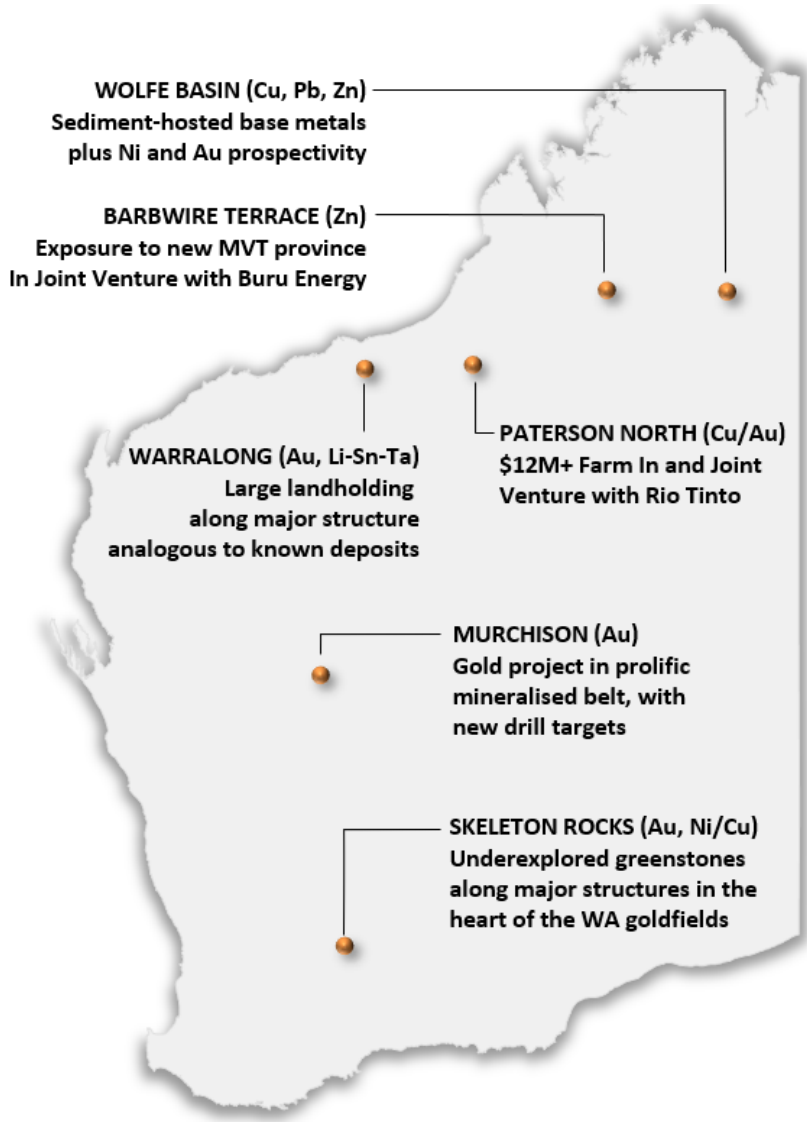 WOLFE BASIN (Cu, Pb, Zn)
Sediment-hosted base metals
plus Ni and Au prospectivity
BARBWIRE TERRACE (Zn)
Exposure to new MVT province
In Joint Venture with Buru Energy
WARRALONG (Au, Li-Sn-Ta)
Large landholding
along major structure
analogous to known deposits
PATERSON NORTH (Cu/Au)
$12M+ Farm In and Joint
Venture with Rio Tinto
MURCHISON (Au)
Gold project in prolific
mineralised belt, with
new drill targets
SKELETON ROCKS (Au, Ni/Cu)
Underexplored greenstones
along major structures in the
heart of the WA goldfields